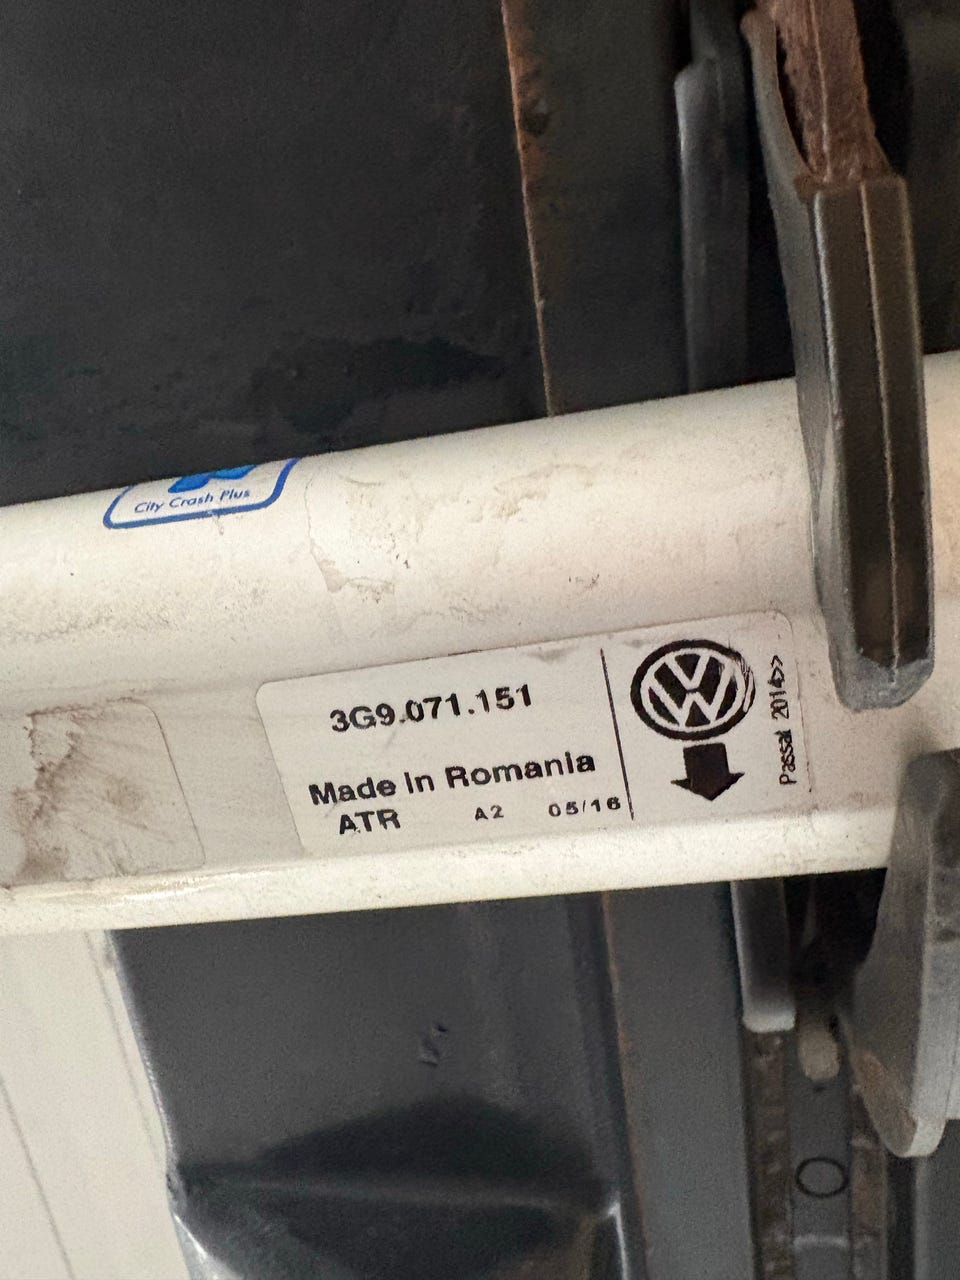 City Crash Plus
3G9.071.151
Made in Romania
ATR A2 05/16
Passat 2014>>